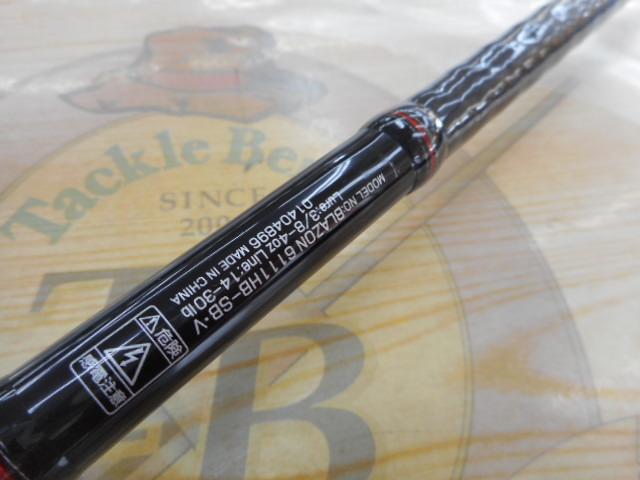 Tackle Be
SINCE
200
MODEL NO:BLAZON 6111HB-SB・V
Lure:3/8-4oz Line:14-30lb
01404896 MADE IN CHINA
危険
感電注意
B